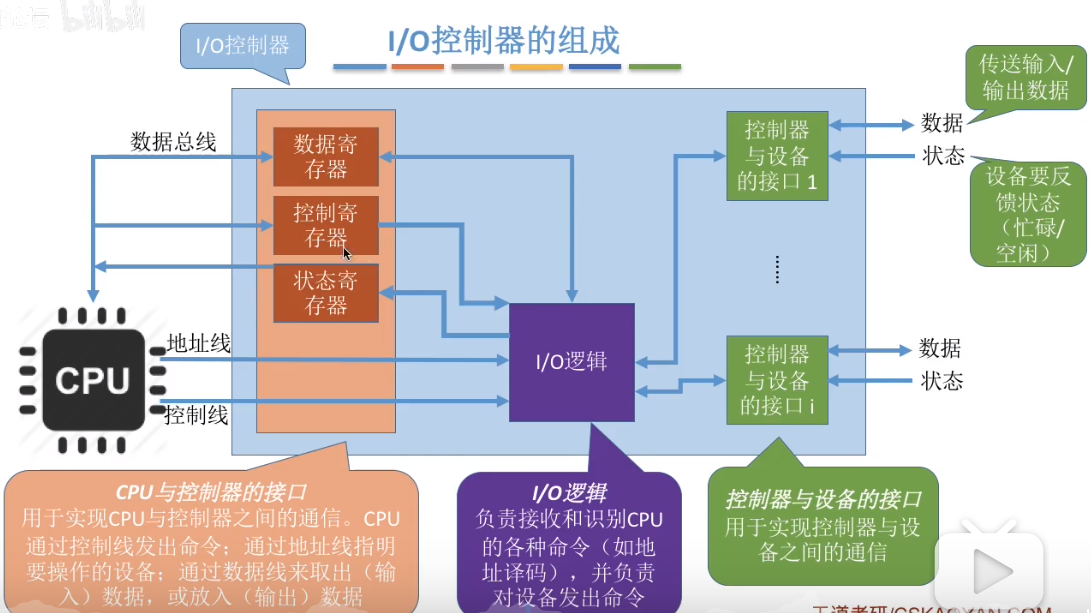 bilibili
I/O控制器
I/O控制器的组成
传送输入/
输出数据
数据总线
数据寄
存器
控制寄
存器
状态寄
存器
控制器
与设备
的接口 1
数据
状态
设备要反
馈状态
（忙碌/
空闲）
......
CPU
地址线
控制线
I/O逻辑
控制器
与设备
的接口 i
数据
状态
CPU与控制器的接口
用于实现CPU与控制器之间的通信。CPU
通过控制线发出命令；通过地址线指明
要操作的设备；通过数据线来取出（输
入）数据，或放入（输出）数据
I/O逻辑
负责接收和识别CPU
的各种命令（如地
址译码），并负责
对设备发出命令
控制器与设备的接口
用于实现控制器与设
备之间的通信
王道考研/CSKAOYAN.COM